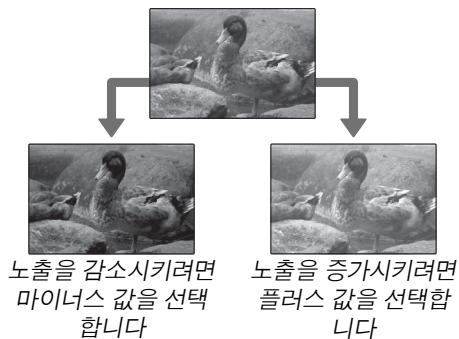 노출을 감소시키려면
마이너스 값을 선택
합니다
노출을 증가시키려면
플러스 값을 선택합
니다